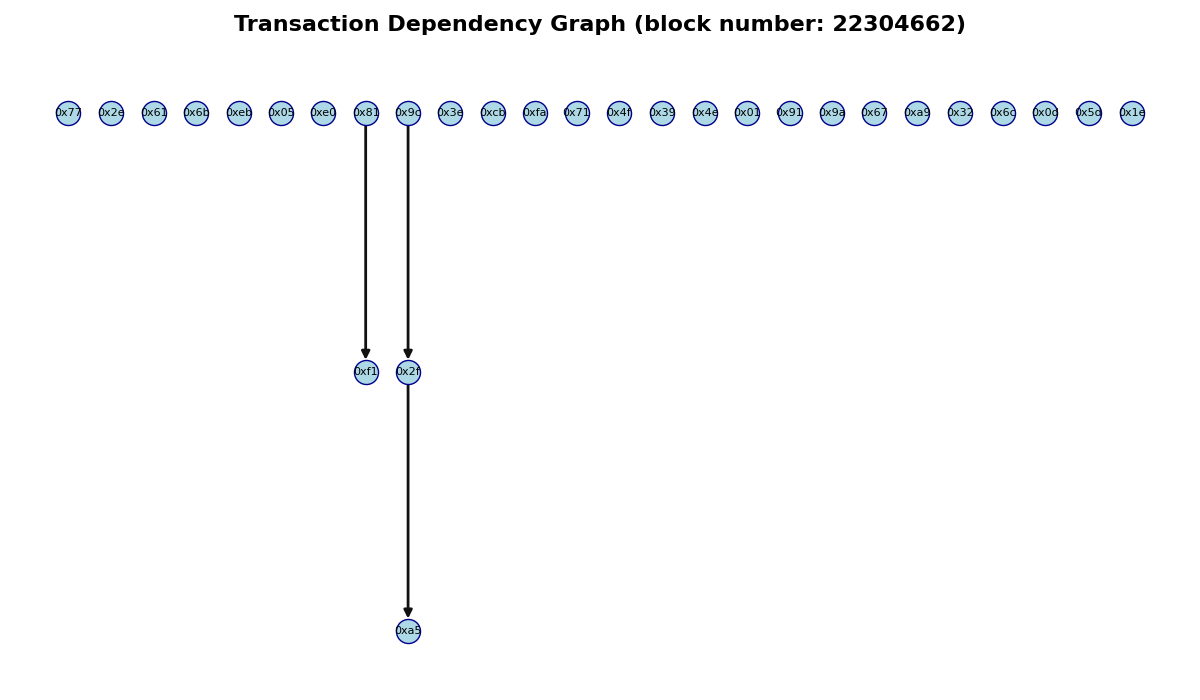 Transaction Dependency Graph (block number: 22304662)
0x77 0x2e 0x61 0x6b 0xeb 0x05 0xe0 0x81 0x9c 0x3e 0xcb 0xfa 0x71 0x4f 0x39 0x4e 0x01 0x91 0x9a 0x67 0xa9 0x32 0x6c 0x0d 0x5d 0x1e
0xf1 0x2f
0xa5